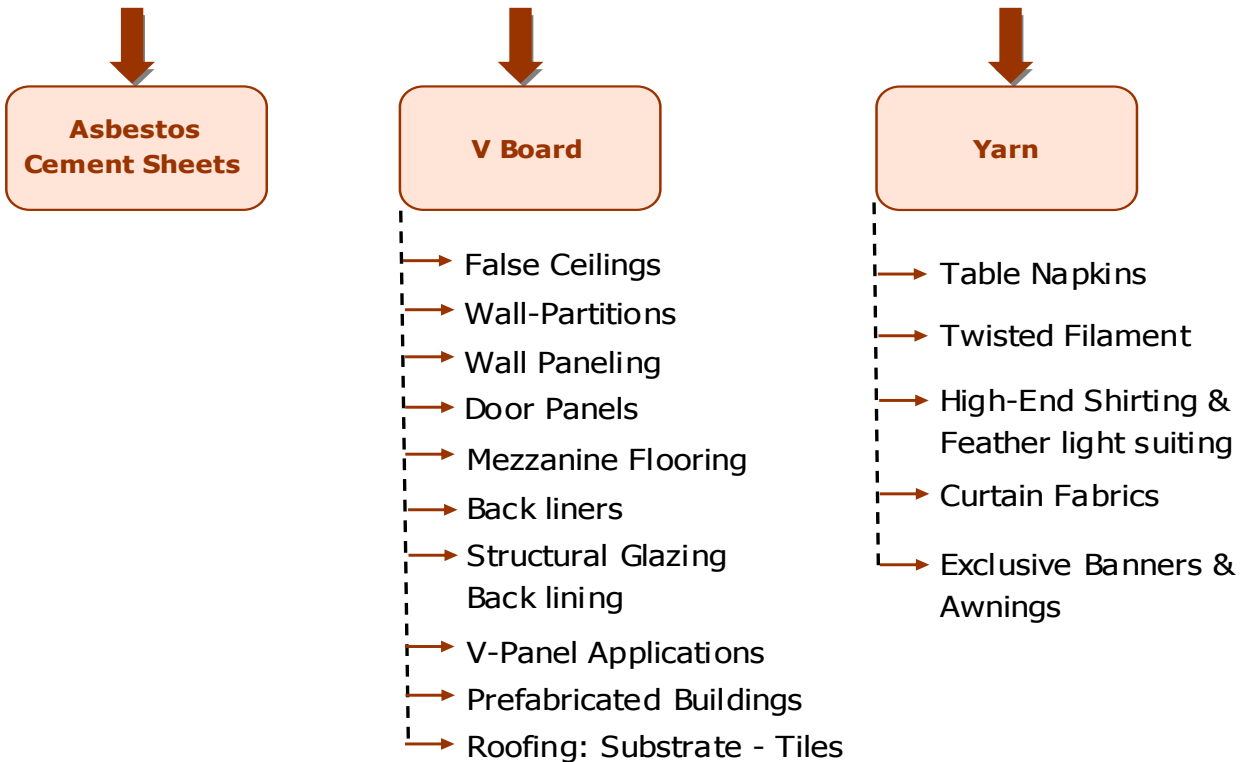 Asbestos
Cement Sheets
V Board
False Ceilings
Wall-Partitions
Wall Paneling
Door Panels
Mezzanine Flooring
Back liners
Structural Glazing
Back lining
V-Panel Applications
Prefabricated Buildings
Roofing: Substrate - Tiles
Yarn
Table Napkins
Twisted Filament
High-End Shirting &
Feather light suiting
Curtain Fabrics
Exclusive Banners &
Awnings